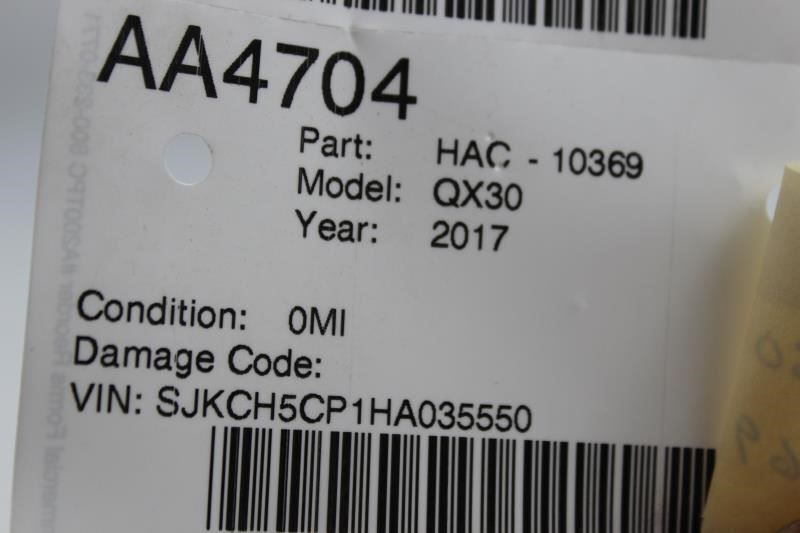 AA4704
Part: HAC - 10369
Model: QX30
Year: 2017
Condition: 0MI
Damage Code:
VIN: SJKCH5CP1HA035550